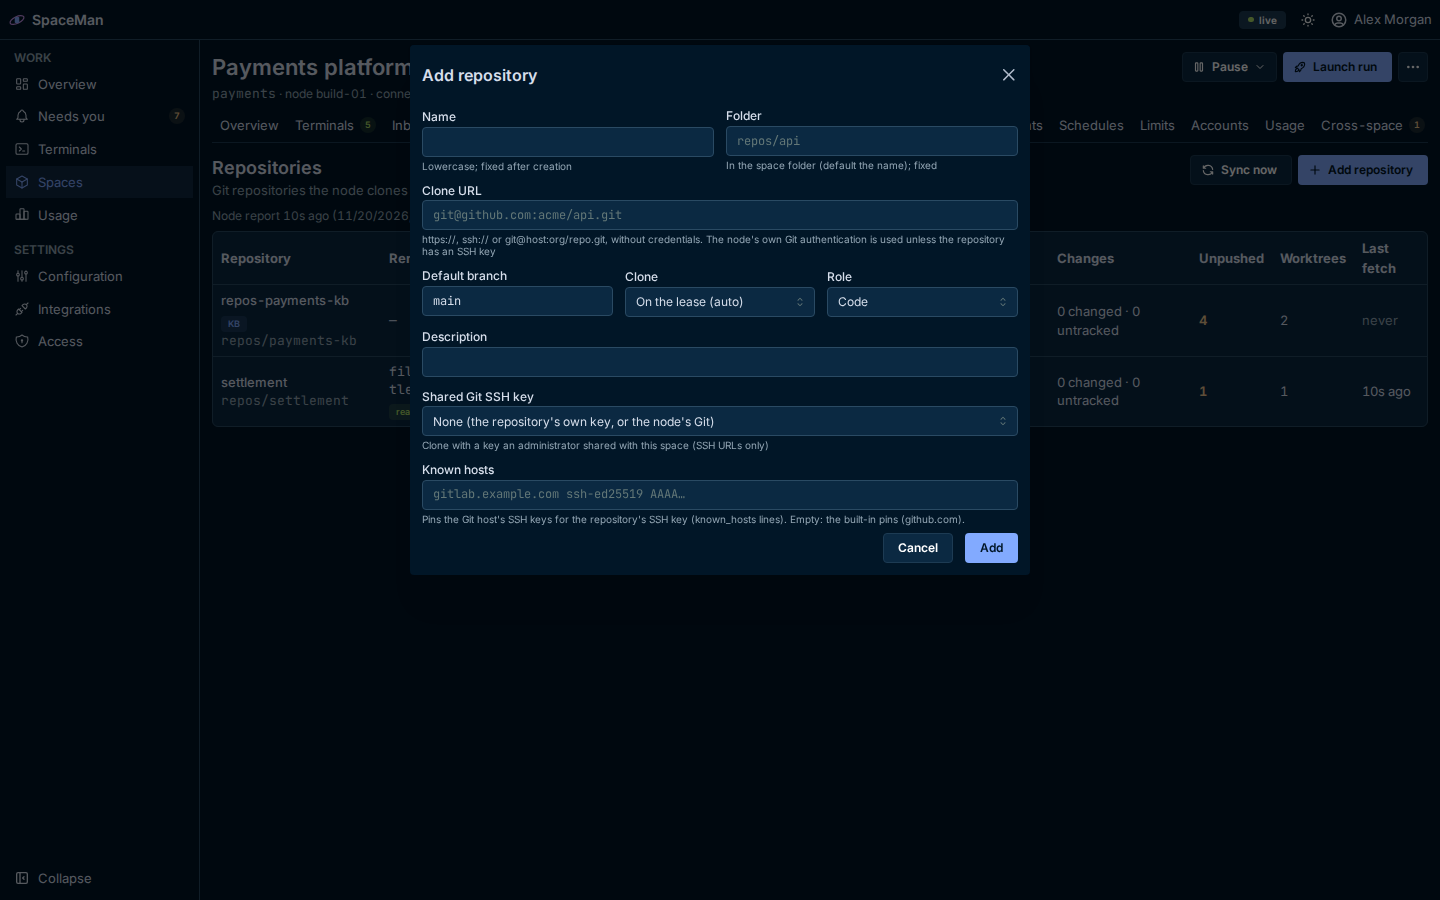 SpaceMan
live
Alex Morgan
WORK
Overview
Needs you
7
Terminals
Spaces
Usage
SETTINGS
Configuration
Integrations
Access
Collapse
Payments platform
payments · node build-01 · conne
Pause
Launch run
Overview
Terminals 5
Inb
ts
Schedules
Limits
Accounts
Usage
Cross-space 1
Repositories
Git repositories the node clones
Node report 10s ago (11/20/2026
Sync now
Add repository
Repository
Rem
Changes
Unpushed
Worktrees
Last
fetch
repos-payments-kb
KB
repos/payments-kb
—
0 changed · 0
untracked
4
2
never
settlement
repos/settlement
fil
tle
rea
0 changed · 0
untracked
1
1
10s ago
Add repository
Name
Lowercase; fixed after creation
Folder
repos/api
In the space folder (default the name); fixed
Clone URL
git@github.com:acme/api.git
https://, ssh:// or git@host:org/repo.git, without credentials. The node's own Git authentication is used unless the repository
has an SSH key
Default branch
main
Clone
On the lease (auto)
Role
Code
Description
Shared Git SSH key
None (the repository's own key, or the node's Git)
Clone with a key an administrator shared with this space (SSH URLs only)
Known hosts
gitlab.example.com ssh-ed25519 AAAA…
Pins the Git host's SSH keys for the repository's SSH key (known_hosts lines). Empty: the built-in pins (github.com).
Cancel
Add